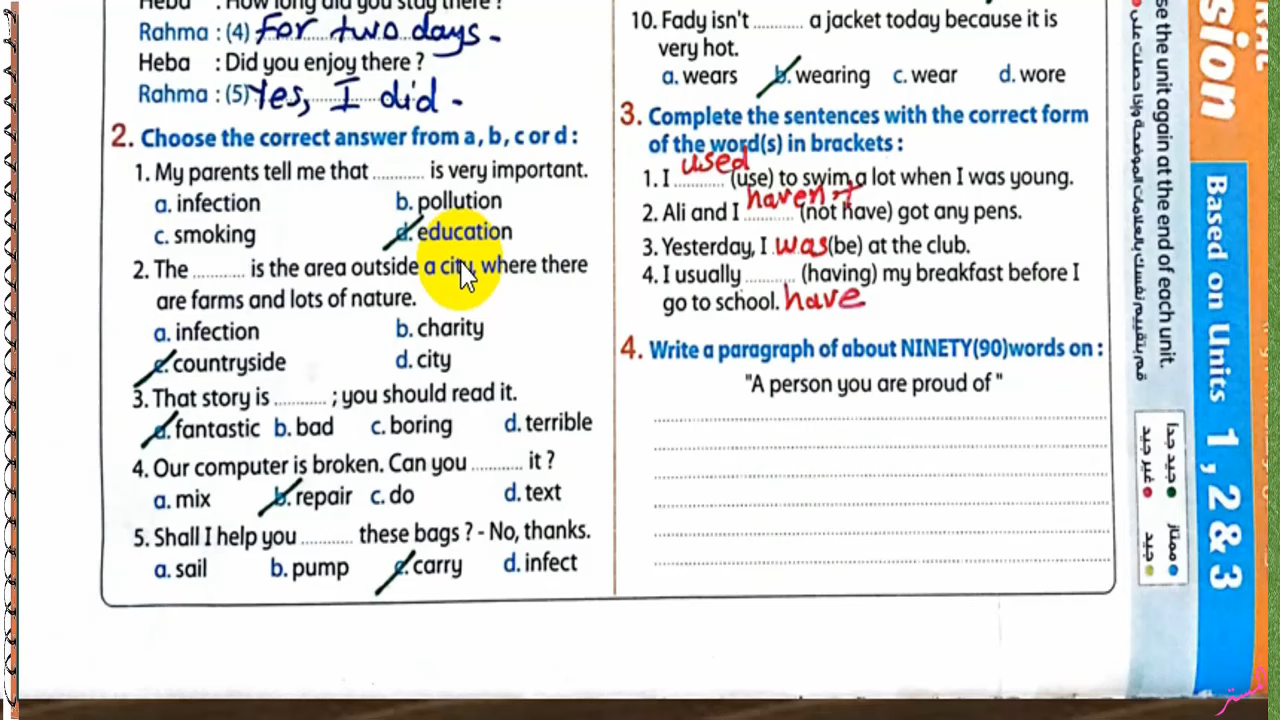 Heba : How long did you stay there ?
Rahma : (4) For two days.
Heba : Did you enjoy there ?
Rahma : (5) Yes, I did.
2. Choose the correct answer from a, b, c or d :
1. My parents tell me that .......... is very important.
a. infection b. pollution
c. smoking d. education
2. The .......... is the area outside a city, where there
are farms and lots of nature.
a. infection b. charity
c. countryside d. city
3. That story is .......... ; you should read it.
a. fantastic b. bad c. boring d. terrible
4. Our computer is broken. Can you .......... it ?
a. mix b. repair c. do d. text
5. Shall I help you .......... these bags ? - No, thanks.
a. sail b. pump c. carry d. infect
10. Fady isn't .......... a jacket today because it is
very hot.
a. wears b. wearing c. wear d. wore
3. Complete the sentences with the correct form
of the word(s) in brackets :
used
1. I .......... (use) to swim a lot when I was young.
haven't
2. Ali and I .......... (not have) got any pens.
3. Yesterday, I was (be) at the club.
4. I usually .......... (having) my breakfast before I
go to school. have
4. Write a paragraph of about NINETY(90)words on :
"A person you are proud of "
sion
Based on Units 1 , 2 & 3
se the unit again at the end of each unit.
ممتاز
جيد جدا
جيد
غير جيد